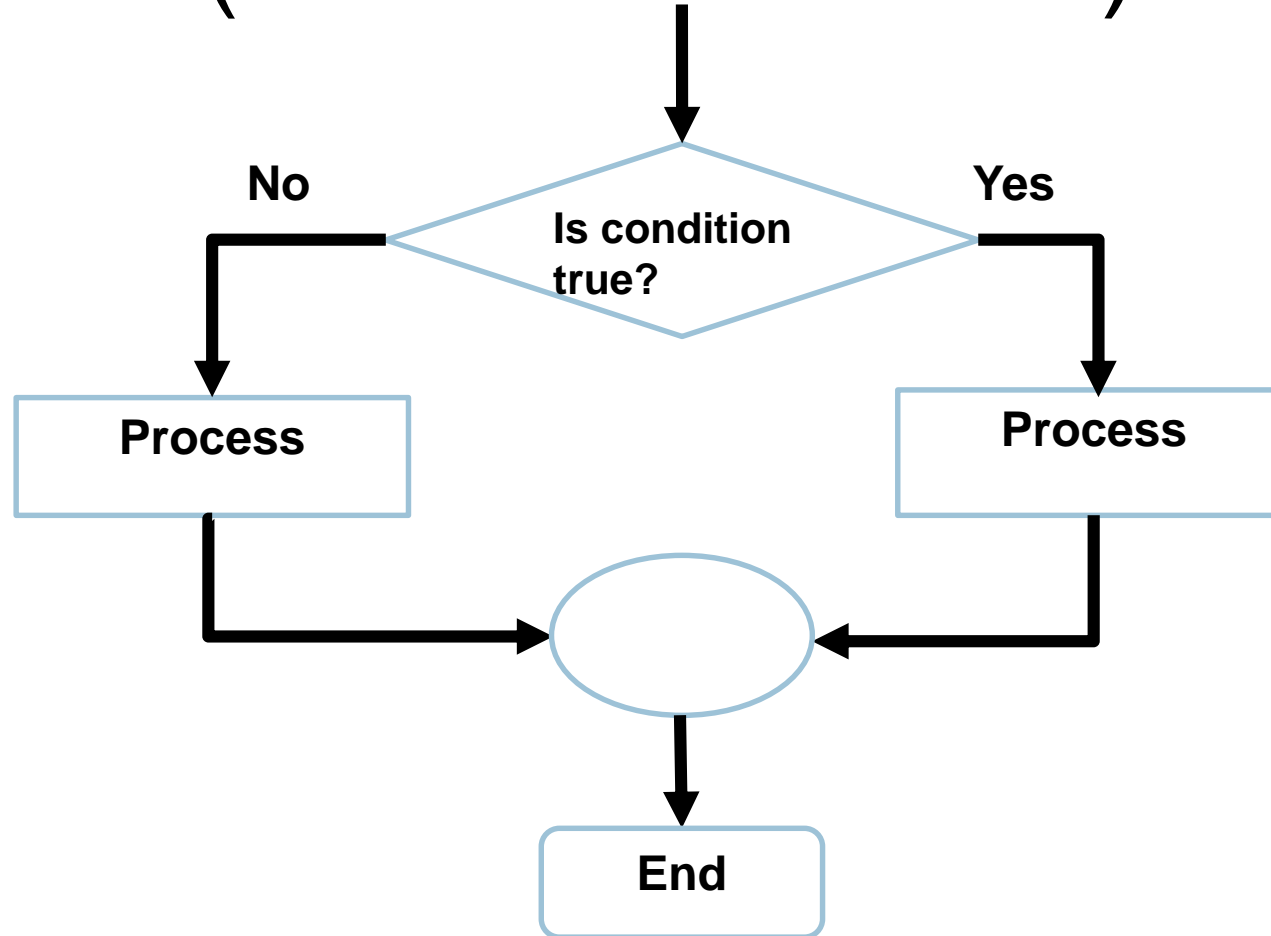 No
Yes
Is condition
true?
Process
Process
End